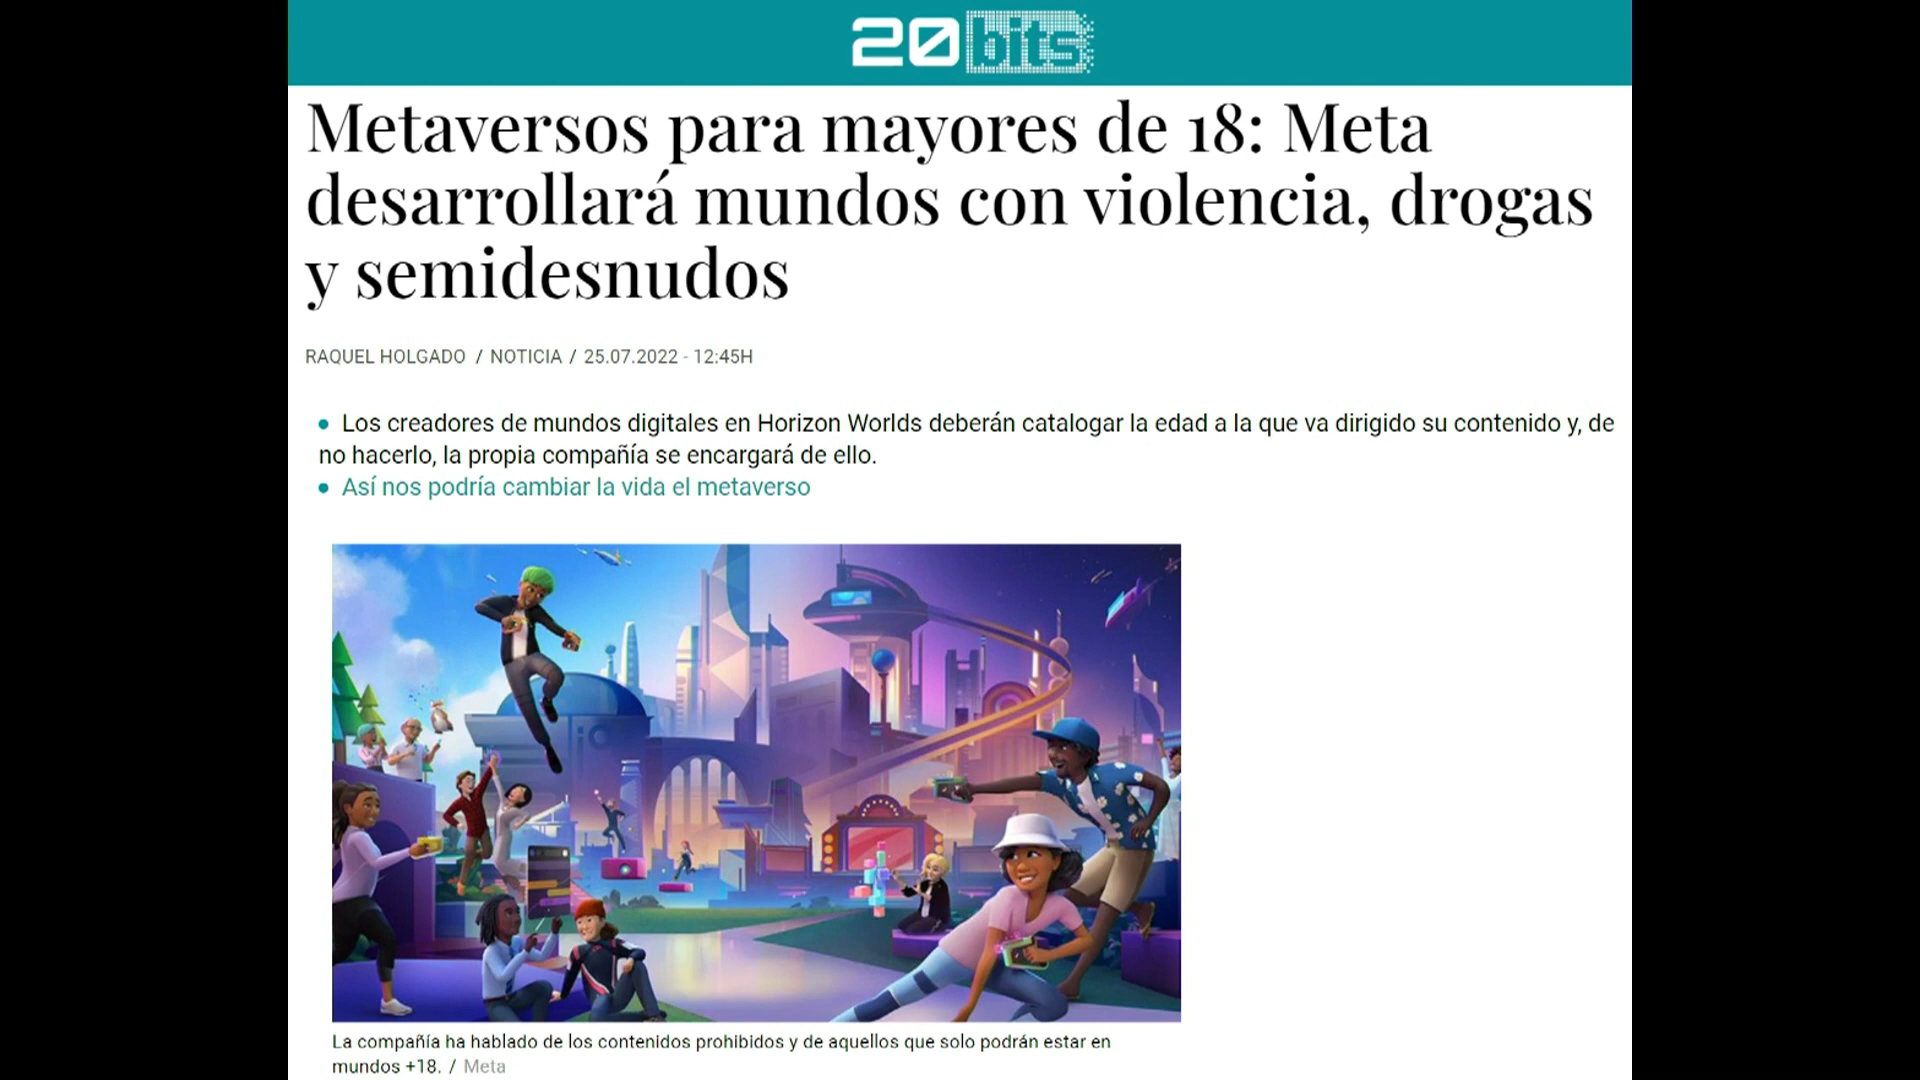 20bits
Metaversos para mayores de 18: Meta
desarrollará mundos con violencia, drogas
y semidesnudos
RAQUEL HOLGADO / NOTICIA / 25.07.2022 - 12:45H
• Los creadores de mundos digitales en Horizon Worlds deberán catalogar la edad a la que va dirigido su contenido y, de
no hacerlo, la propia compañía se encargará de ello.
• Así nos podría cambiar la vida el metaverso
La compañía ha hablado de los contenidos prohibidos y de aquellos que solo podrán estar en
mundos +18. / Meta